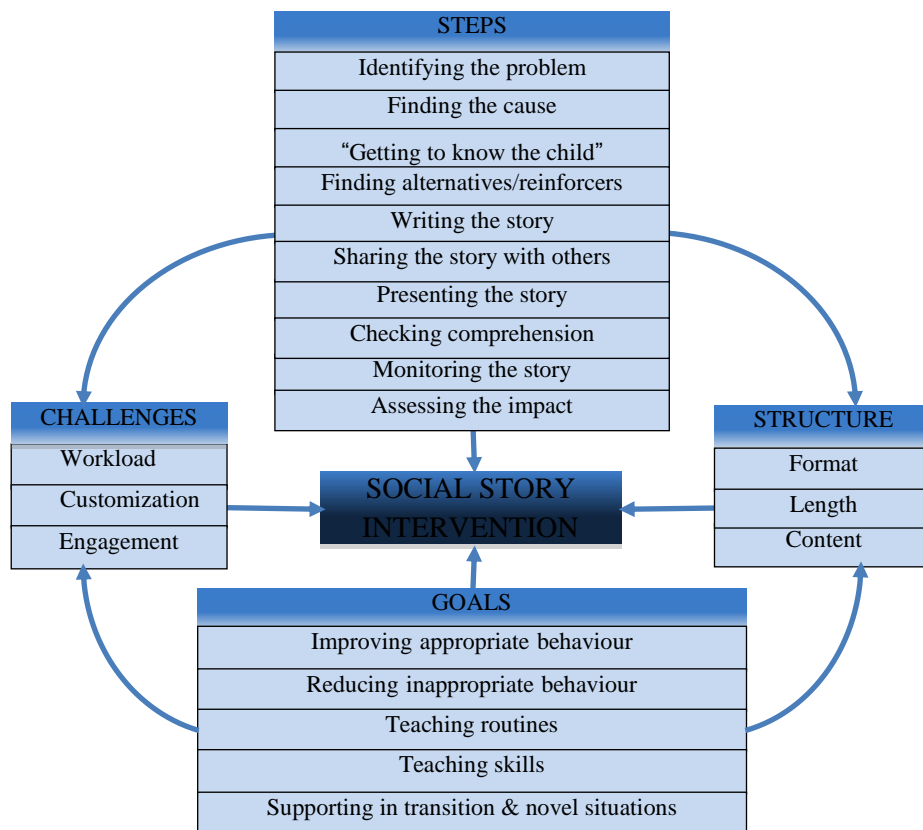 STEPS
Identifying the problem
Finding the cause
“Getting to know the child”
Finding alternatives/reinforcers
Writing the story
Sharing the story with others
Presenting the story
Checking comprehension
Monitoring the story
Assessing the impact
CHALLENGES
Workload
Customization
Engagement
SOCIAL STORY
INTERVENTION
STRUCTURE
Format
Length
Content
GOALS
Improving appropriate behaviour
Reducing inappropriate behaviour
Teaching routines
Teaching skills
Supporting in transition & novel situations